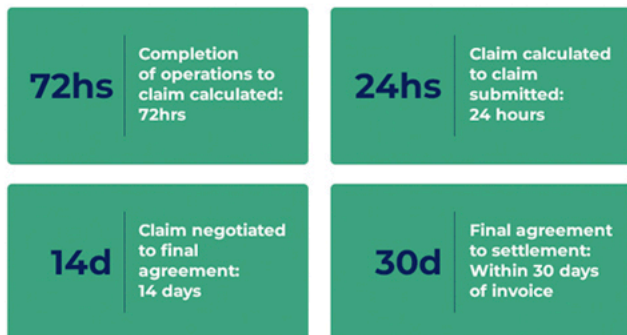 72hs
Completion
of operations to
claim calculated:
72hrs
24hs
Claim calculated
to claim
submitted:
24 hours
14d
Claim negotiated
to final
agreement:
14 days
30d
Final agreement
to settlement:
Within 30 days
of invoice